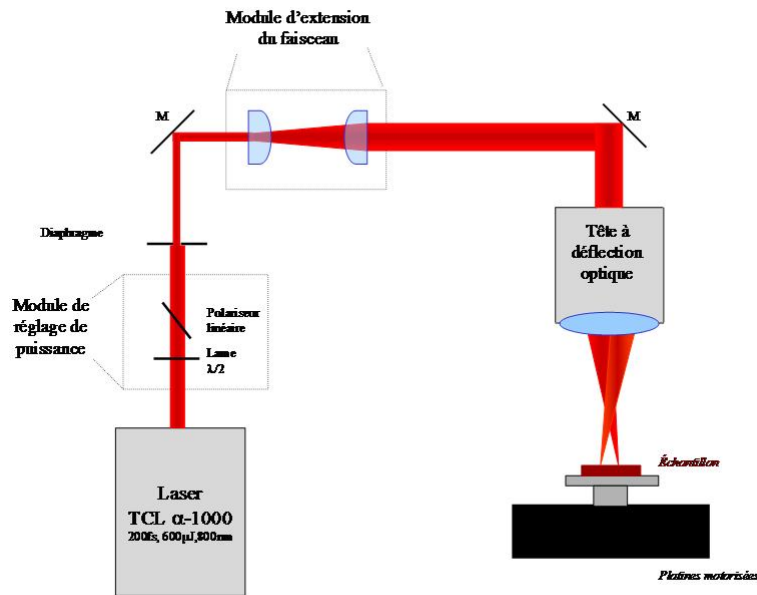 Module d'extension
du faisceau
M
M
Diaphragme
Tête à
déflection
optique
Module de
réglage de
puissance
Polariseur
linéaire
Lame
λ/2
Échantillon
Laser
TCL α-1000
200fs, 600µJ,800nm
Platines motorisées